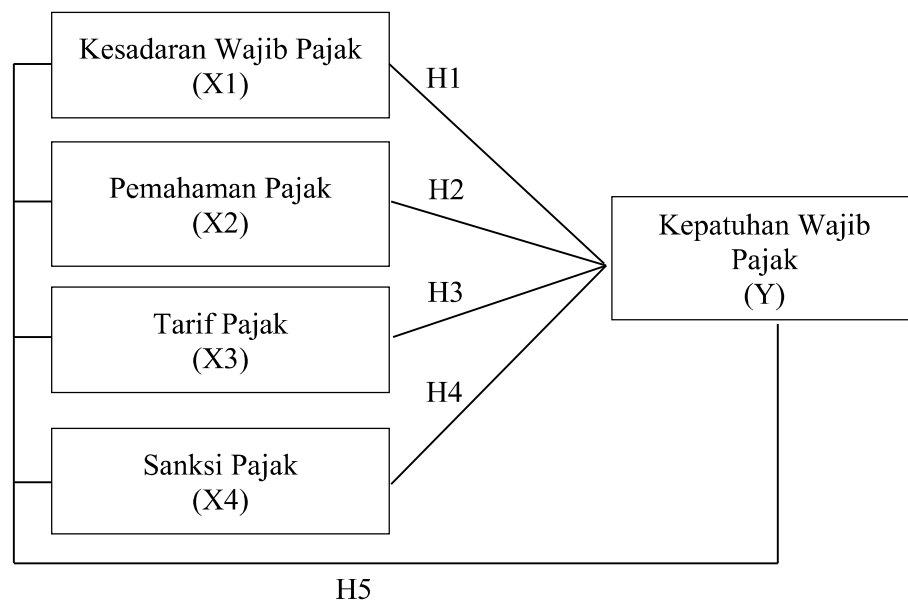 Kesadaran Wajib Pajak
(X1)
H1
Pemahaman Pajak
(X2)
H2
Kepatuhan Wajib
Pajak
(Y)
Tarif Pajak
(X3)
H3
Sanksi Pajak
(X4)
H4
H5